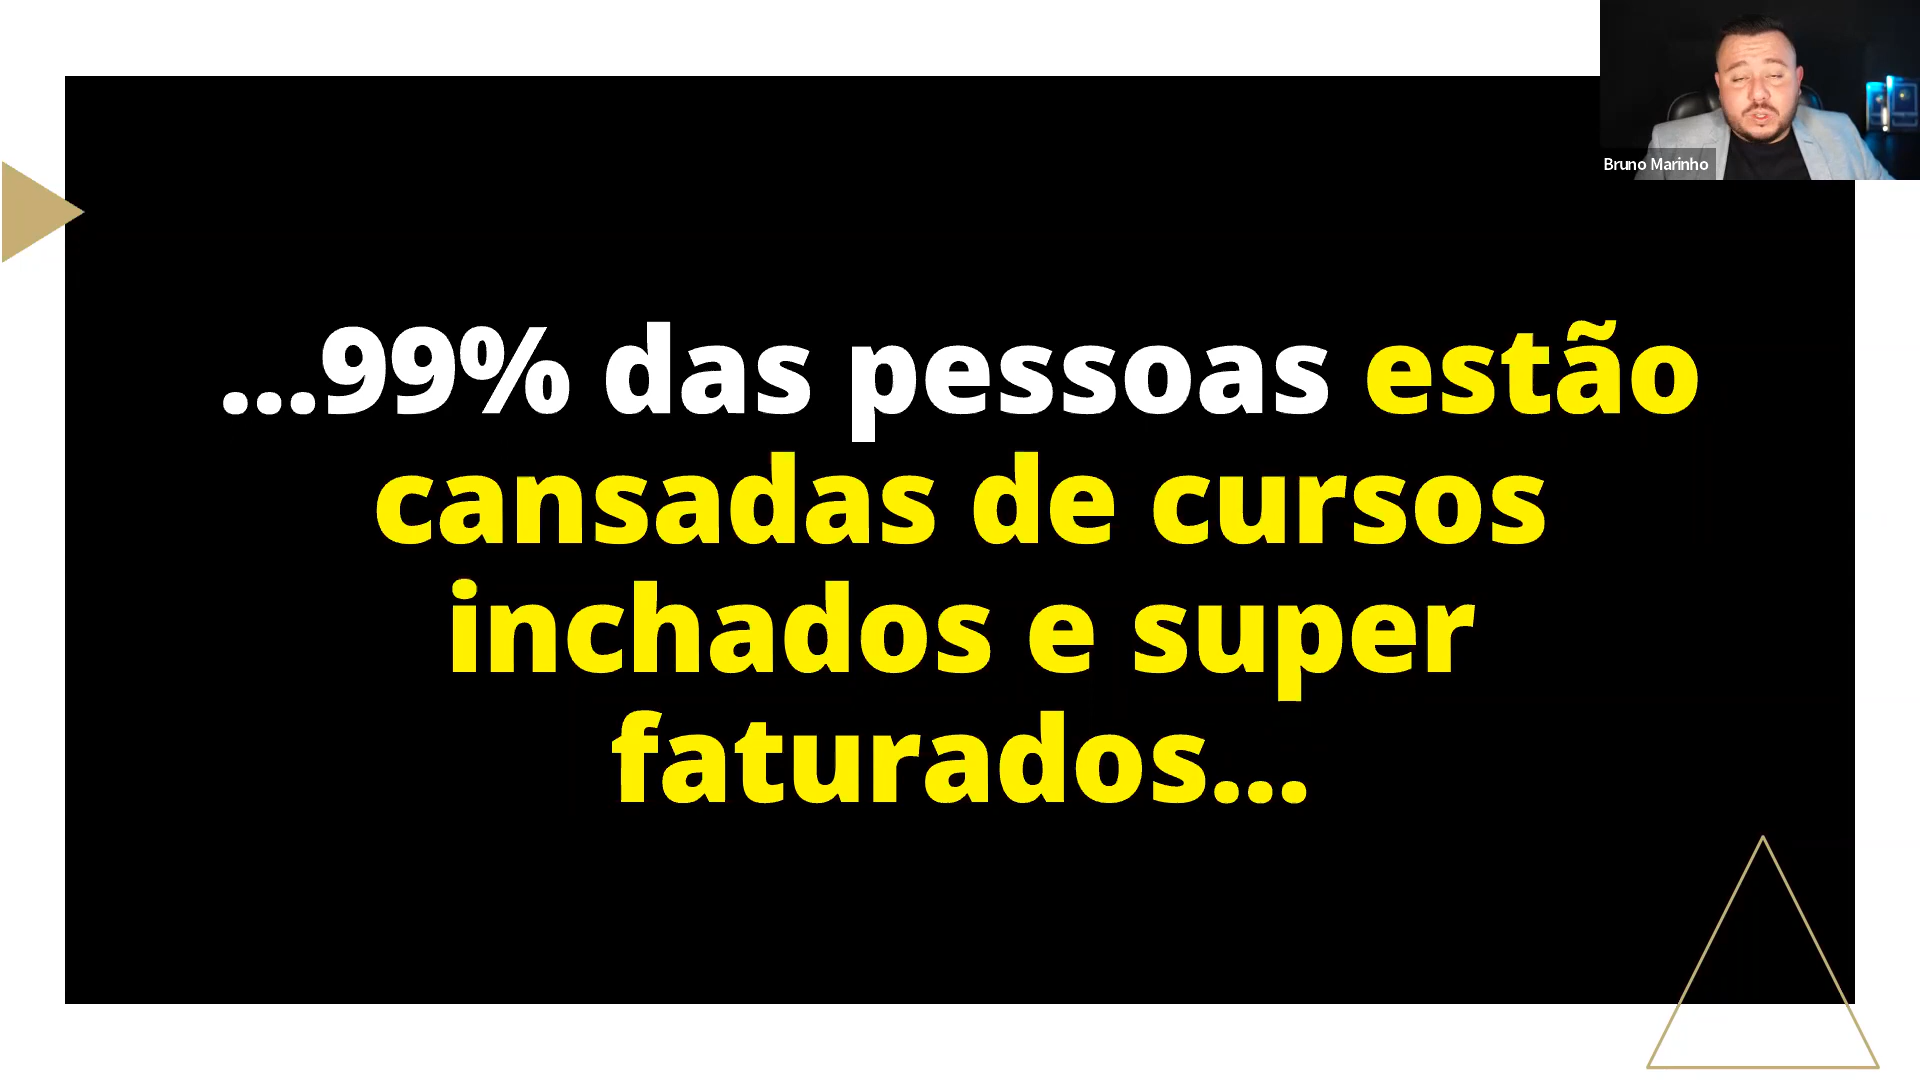 Bruno Marinho
...99% das pessoas estão
cansadas de cursos
inchados e super
faturados...